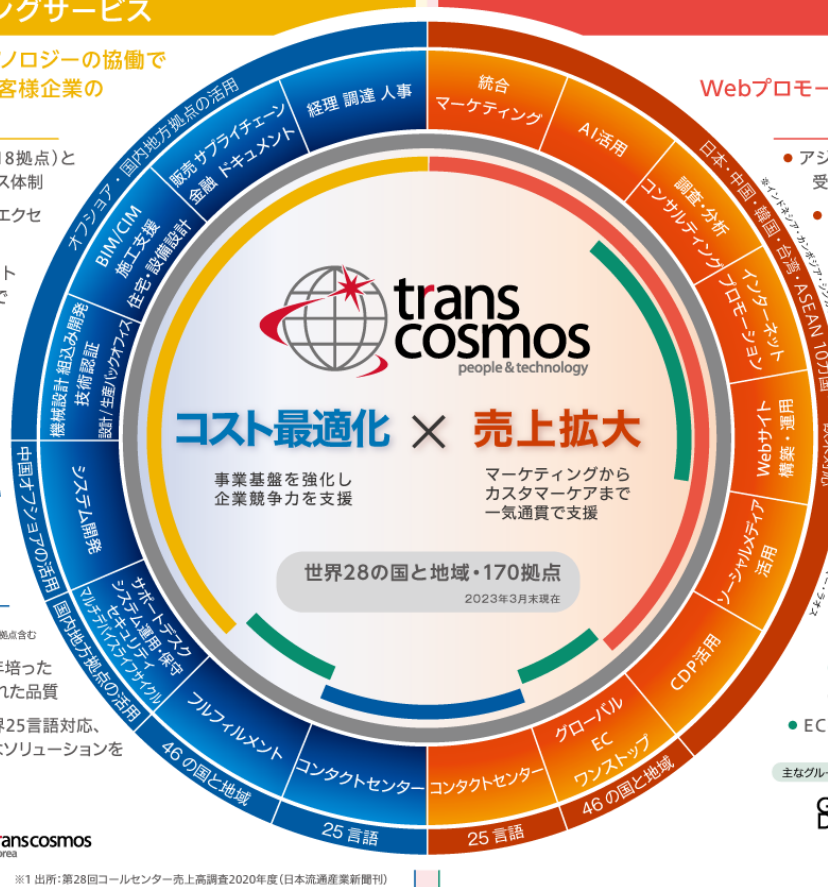 ングサービス
ノロジーの協働で
客様企業の
Webプロモー
18拠点)と
ス体制
エクセ
ト
で
アジ
受
オフショア・国内地方拠点の活用
経理 調達 人事
販売 サプライチェーン
金融 ドキュメント
BIM/CIM
施工支援
住宅・設備設計
機械設計 組込み開発
技術認証
設計/生産バックオフィス
中国オフショアの活用
システム開発
国内地方拠点の活用
サポートデスク
システム運用・保守
セキュリティ
マルチデバイスライフサイクル
46の国と地域
フルフィルメント
25言語
コンタクトセンター
統合
マーケティング
AI活用
調査・分析
コンサルティング
インターネット
プロモーション
Webサイト
構築・運用
ソーシャルメディア
活用
CDP活用
グローバル
EC
ワンストップ
46の国と地域
コンタクトセンター
25言語
日本・中国・韓国・台湾・ASEAN 10カ国
※インドネシア・カンボジア・シン
trans
cosmos
people & technology
コスト最適化 × 売上拡大
事業基盤を強化し
企業競争力を支援
マーケティングから
カスタマーケアまで
一気通貫で支援
世界28の国と地域・170拠点
2023年3月末現在
拠点含む
年培った
れた品質
界25言語対応、
なソリューションを
EC
主なグルー
transcosmos
orea
※1 出所:第28回コールセンター売上高調査2020年度(日本流通産業新聞刊)